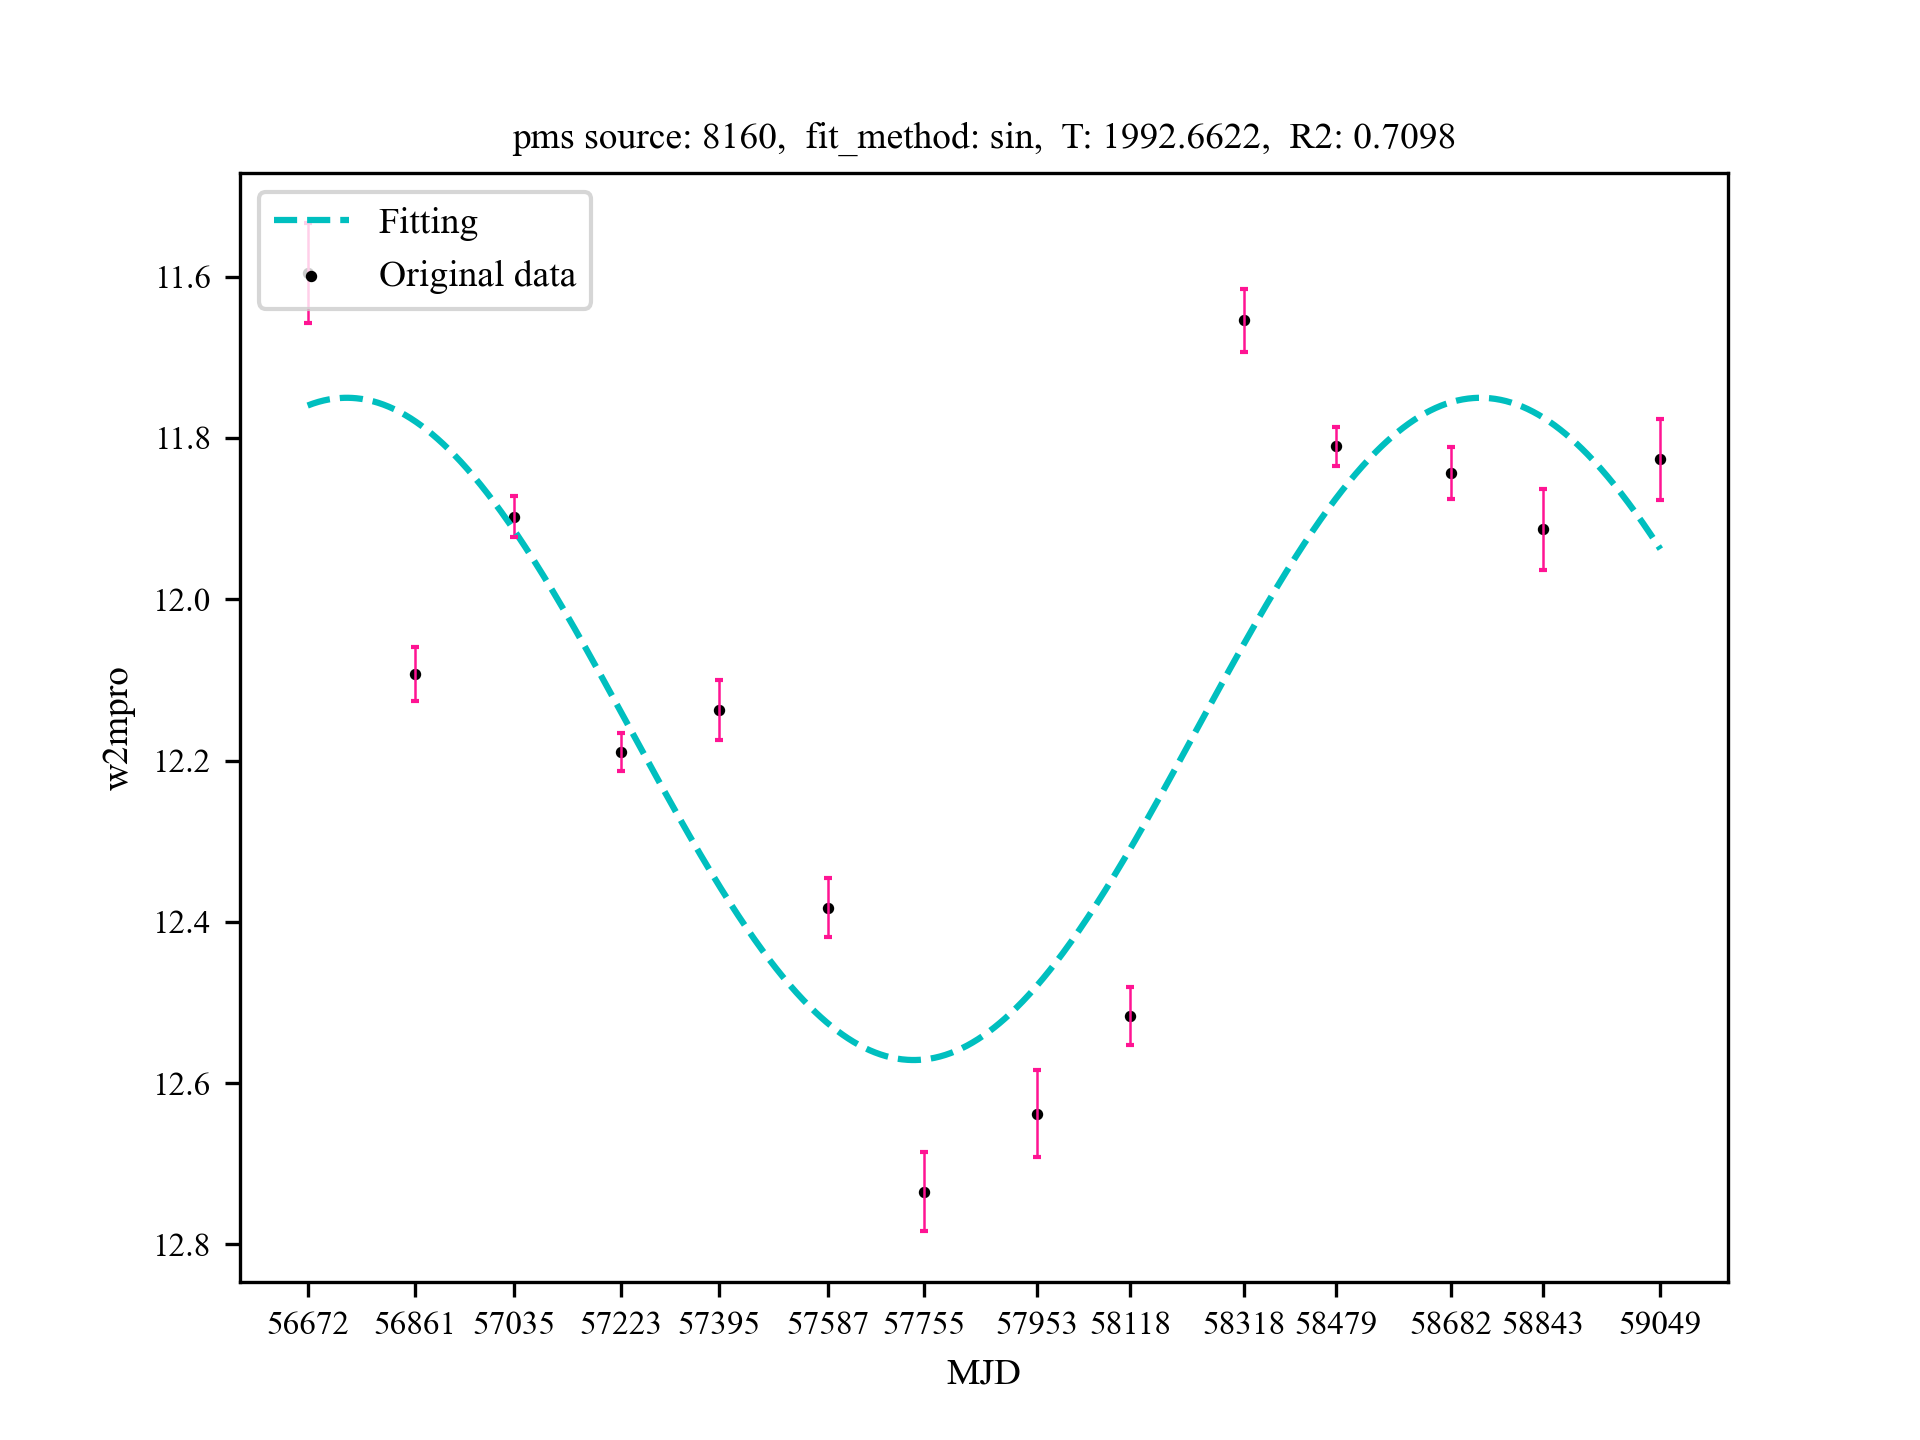 pms source: 8160,  fit_method: sin,  T: 1992.6622,  R2: 0.7098
Fitting
Original data
11.6
11.8
12.0
12.2
12.4
12.6
12.8
w2mpro
56672 56861 57035 57223 57395 57587 57755 57953 58118 58318 58479 58682 58843 59049
MJD